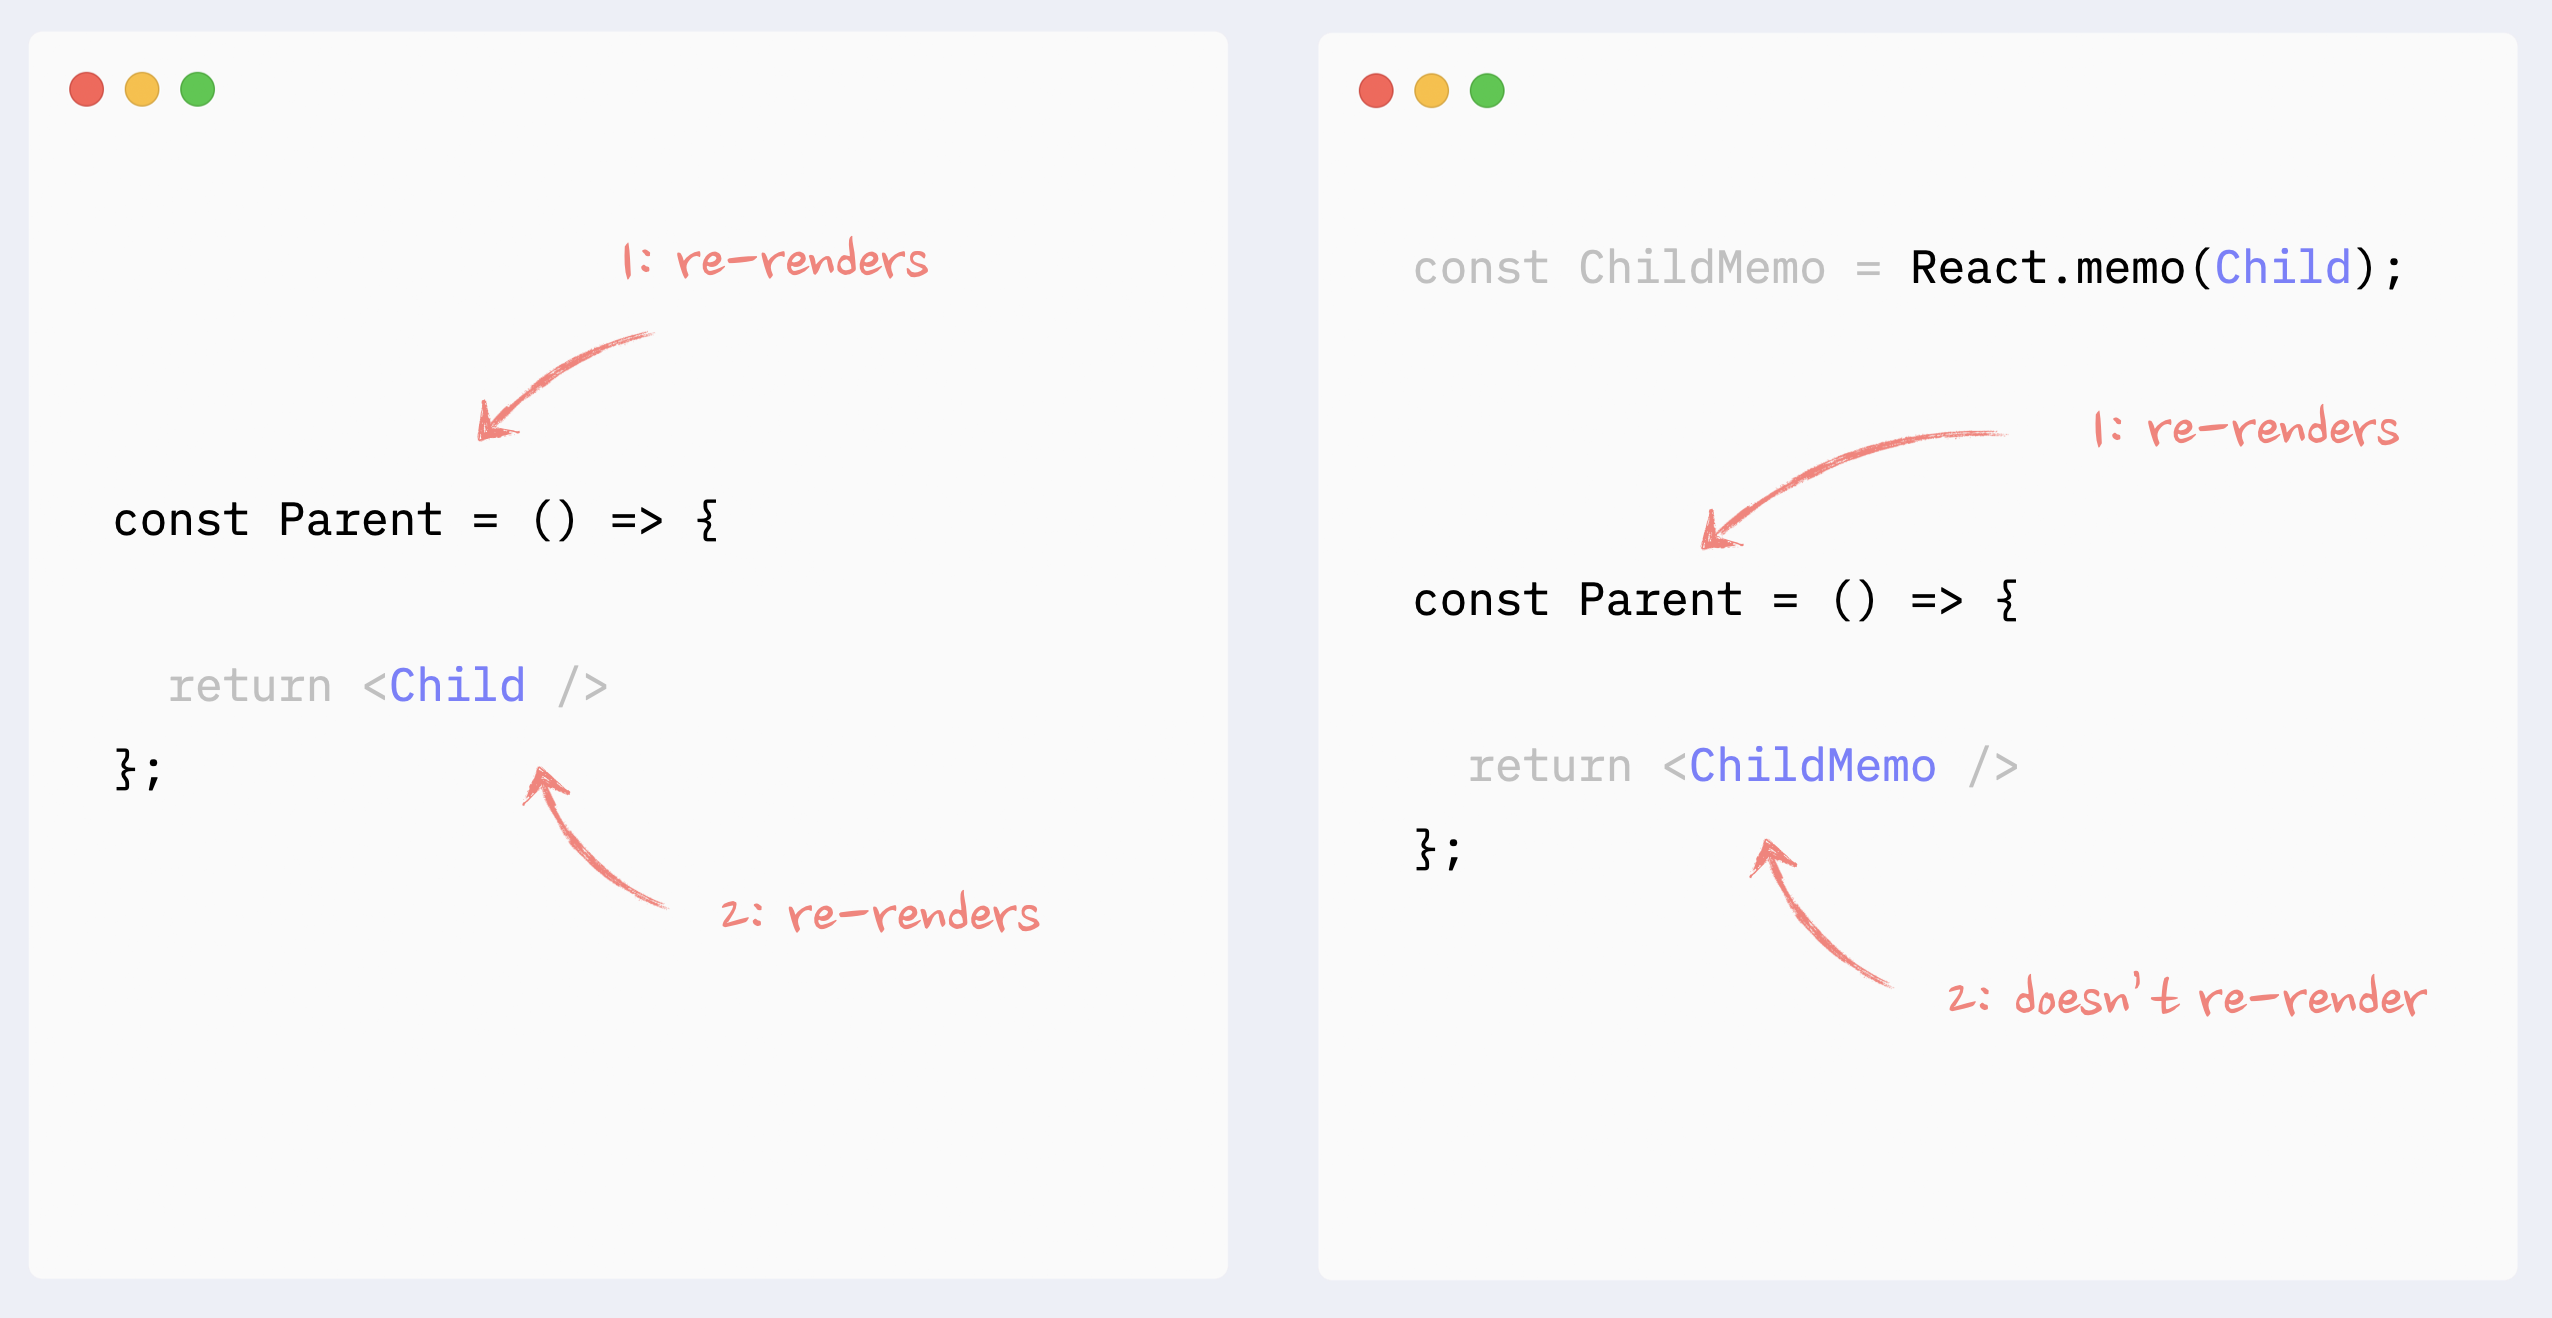 1: re-renders
const Parent = () => {
return <Child />
};
2: re-renders
const ChildMemo = React.memo(Child);
1: re-renders
const Parent = () => {
return <ChildMemo />
};
2: doesn't re-render